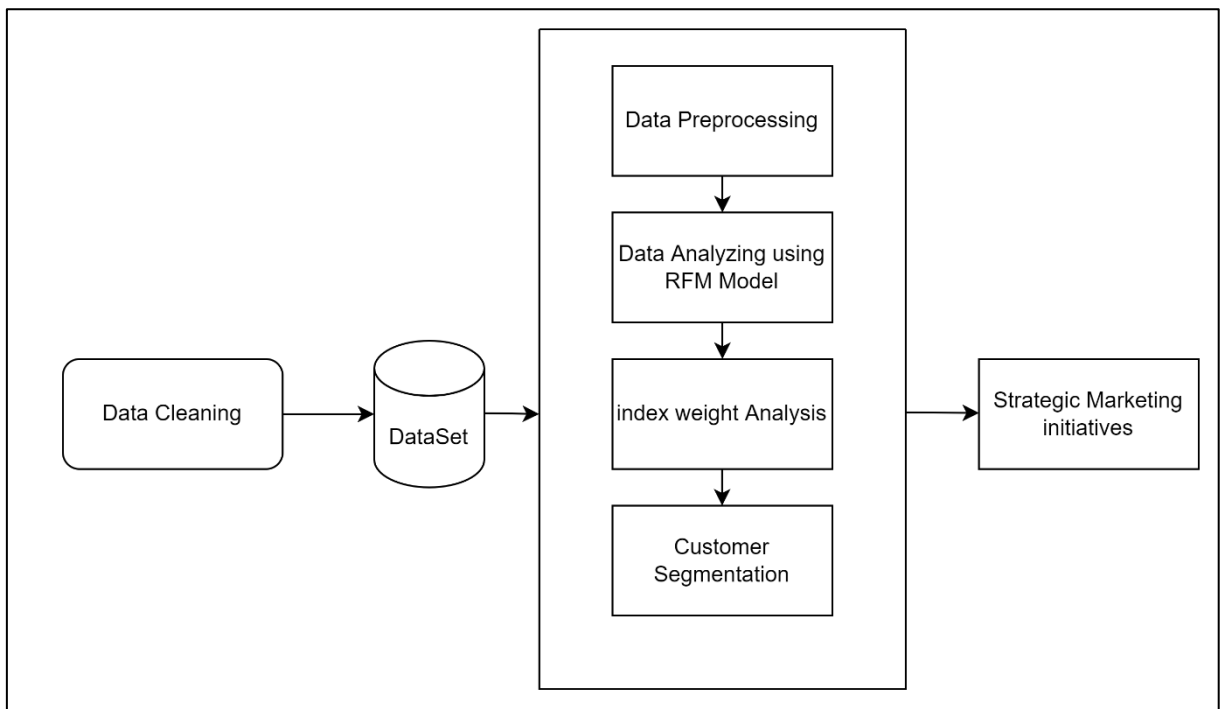 Data Cleaning
DataSet
Data Preprocessing
Data Analyzing using
RFM Model
index weight Analysis
Customer
Segmentation
Strategic Marketing
initiatives